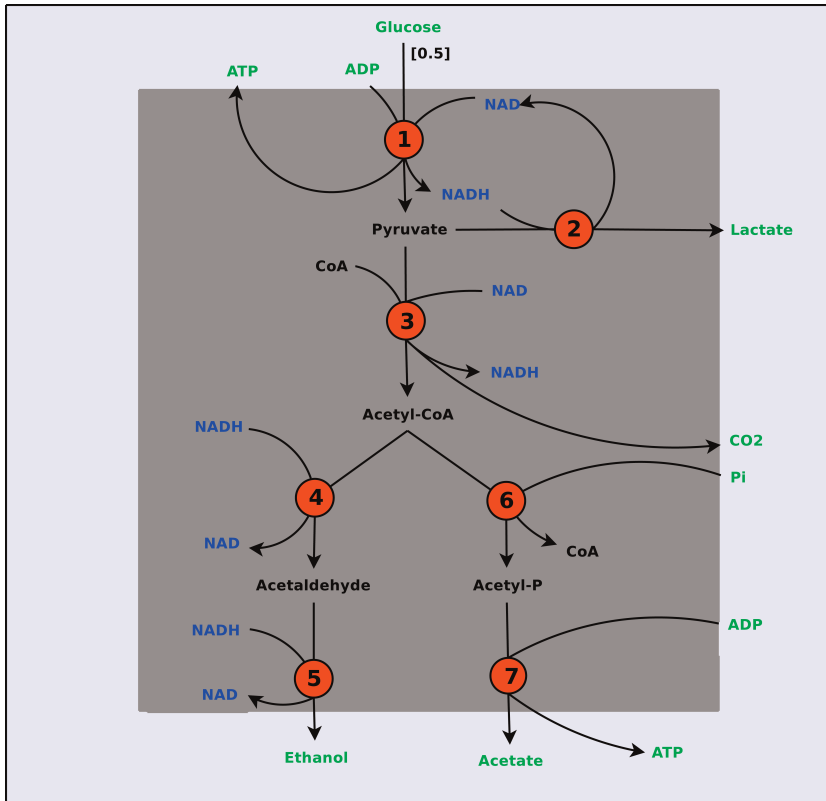 Glucose
[0.5]
ATP
ADP
NAD
1
NADH
Pyruvate
2
Lactate
CoA
NAD
3
NADH
Acetyl-CoA
NADH
CO2
Pi
4
6
NAD
CoA
Acetaldehyde
Acetyl-P
NADH
ADP
5
7
NAD
Ethanol
Acetate
ATP